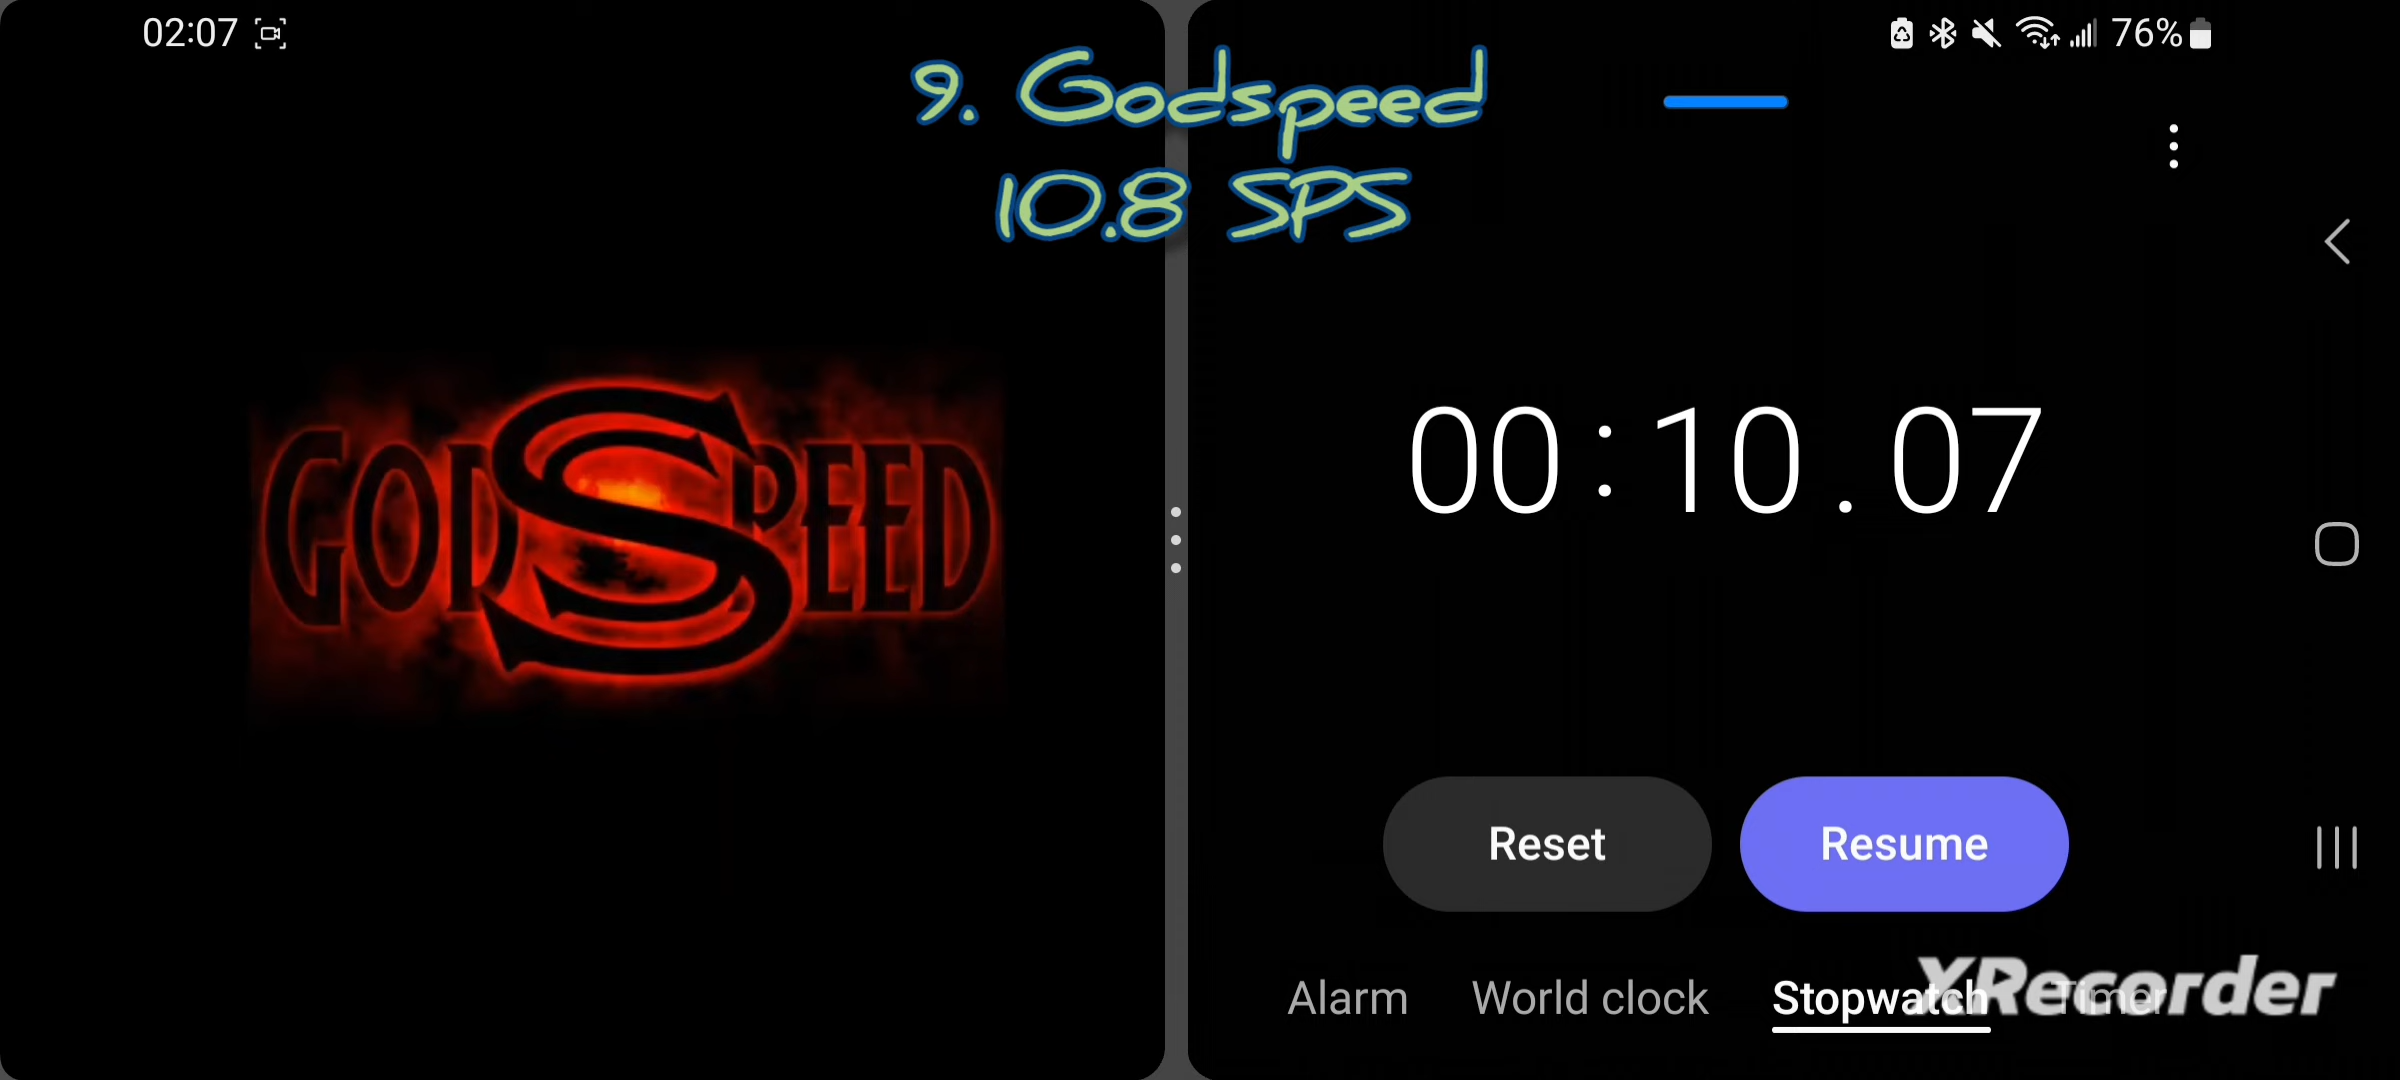 02:07
76%
9. Godspeed
10.8 SPS
GODSPEED
00:10.07
Reset
Resume
Alarm
World clock
Stopwatch
Timer
XRecorder